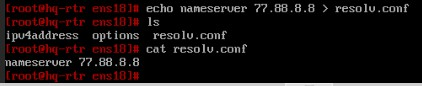 [root@hq-rtr ens18]# echo nameserver 77.88.8.8 > resolv.conf
[root@hq-rtr ens18]# ls
ipv4address  options  resolv.conf
[root@hq-rtr ens18]# cat resolv.conf
nameserver 77.88.8.8
[root@hq-rtr ens18]#